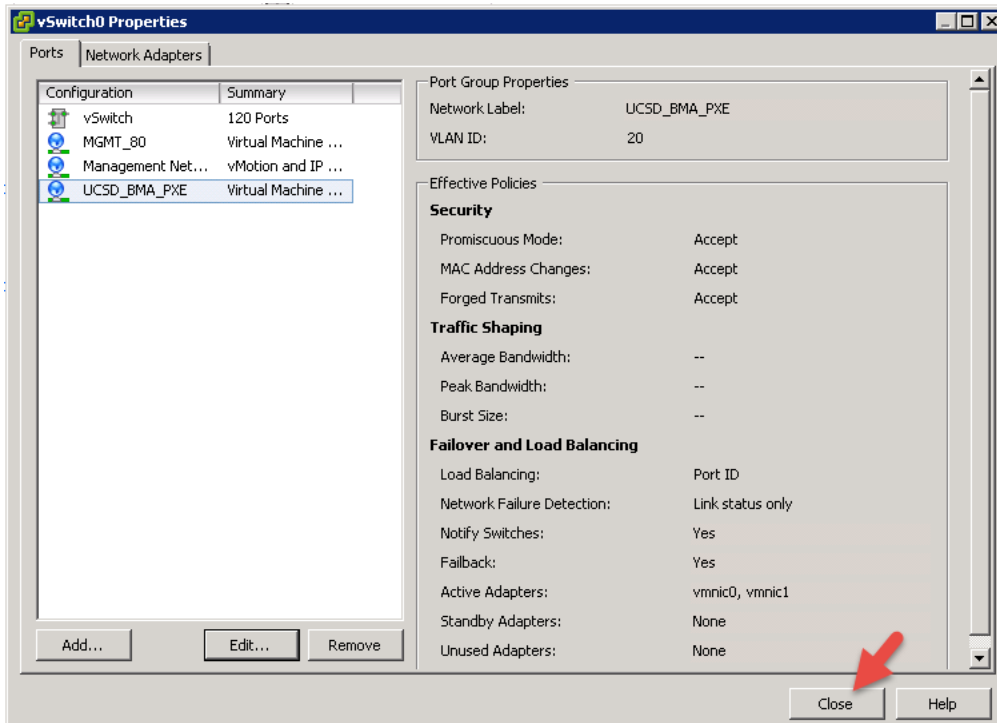 vSwitch0 Properties
Ports Network Adapters
Configuration Summary
vSwitch 120 Ports
MGMT_80 Virtual Machine ...
Management Net... vMotion and IP ...
UCSD_BMA_PXE Virtual Machine ...
Add... Edit... Remove
Port Group Properties
Network Label: UCSD_BMA_PXE
VLAN ID: 20
Effective Policies
Security
Promiscuous Mode: Accept
MAC Address Changes: Accept
Forged Transmits: Accept
Traffic Shaping
Average Bandwidth: --
Peak Bandwidth: --
Burst Size: --
Failover and Load Balancing
Load Balancing: Port ID
Network Failure Detection: Link status only
Notify Switches: Yes
Failback: Yes
Active Adapters: vmnic0, vmnic1
Standby Adapters: None
Unused Adapters: None
Close Help